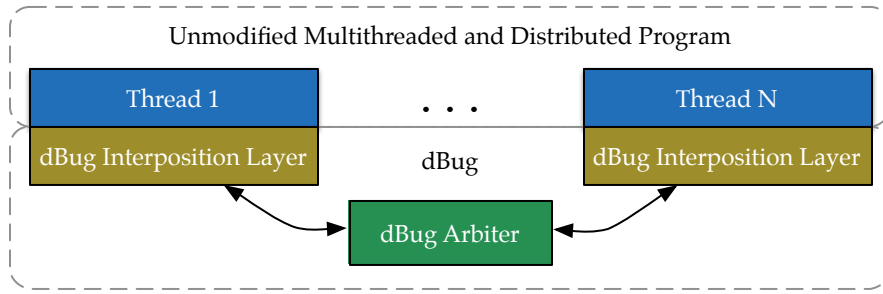 Unmodified Multithreaded and Distributed Program
Thread 1
. . .
Thread N
dBug Interposition Layer
dBug
dBug Interposition Layer
dBug Arbiter